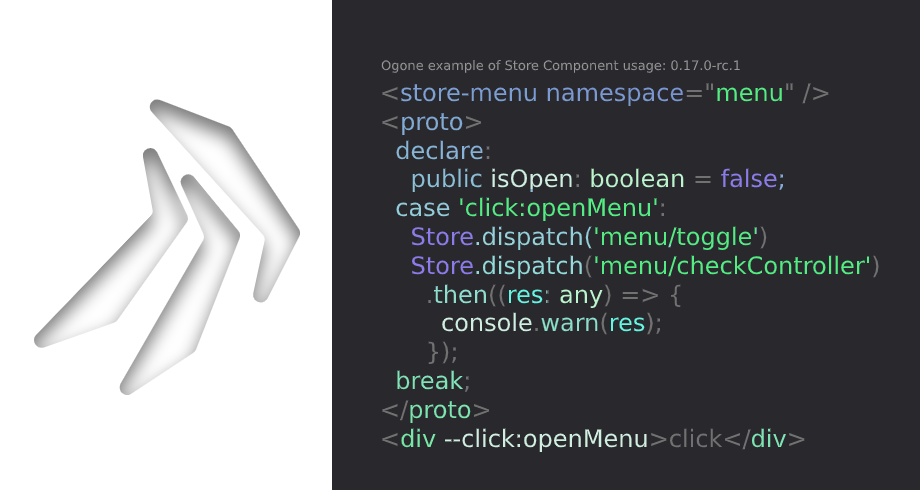 Ogone example of Store Component usage: 0.17.0-rc.1
<store-menu namespace="menu" />
<proto>
declare:
public isOpen: boolean = false;
case 'click:openMenu':
Store.dispatch('menu/toggle')
Store.dispatch('menu/checkController')
.then((res: any) => {
console.warn(res);
});
break;
</proto>
<div --click:openMenu>click</div>